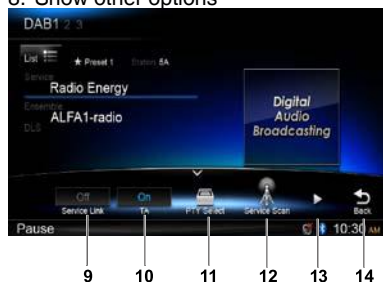 8. Show other options
DAB1 2 3
List ★ Preset 1 Station 5A
Service
Radio Energy
Ensemble
ALFA1-radio
DLS
Digital
Audio
Broadcasting
Off On
Service Link TA PTY Select Service Scan Back
Pause 10:30 AM
9 10 11 12 13 14